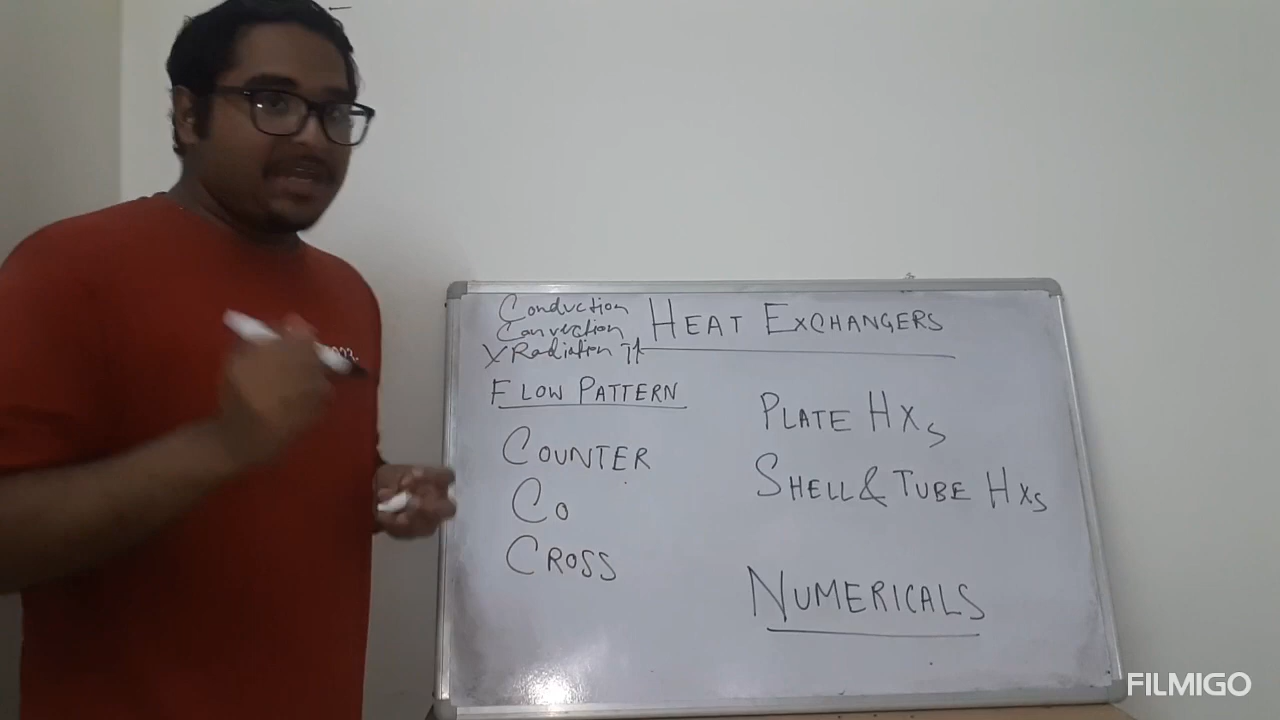 Conduction
Convection
X Radiation
HEAT EXCHANGERS
FLOW PATTERN
COUNTER
CO
CROSS
PLATE HXs
SHELL & TUBE HXs
NUMERICALS
FILMIGO